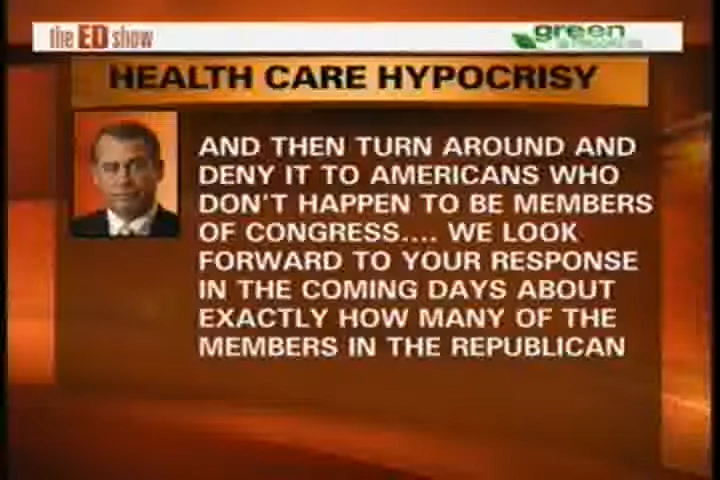 the ED show
green
HEALTH CARE HYPOCRISY
AND THEN TURN AROUND AND
DENY IT TO AMERICANS WHO
DON'T HAPPEN TO BE MEMBERS
OF CONGRESS.... WE LOOK
FORWARD TO YOUR RESPONSE
IN THE COMING DAYS ABOUT
EXACTLY HOW MANY OF THE
MEMBERS IN THE REPUBLICAN